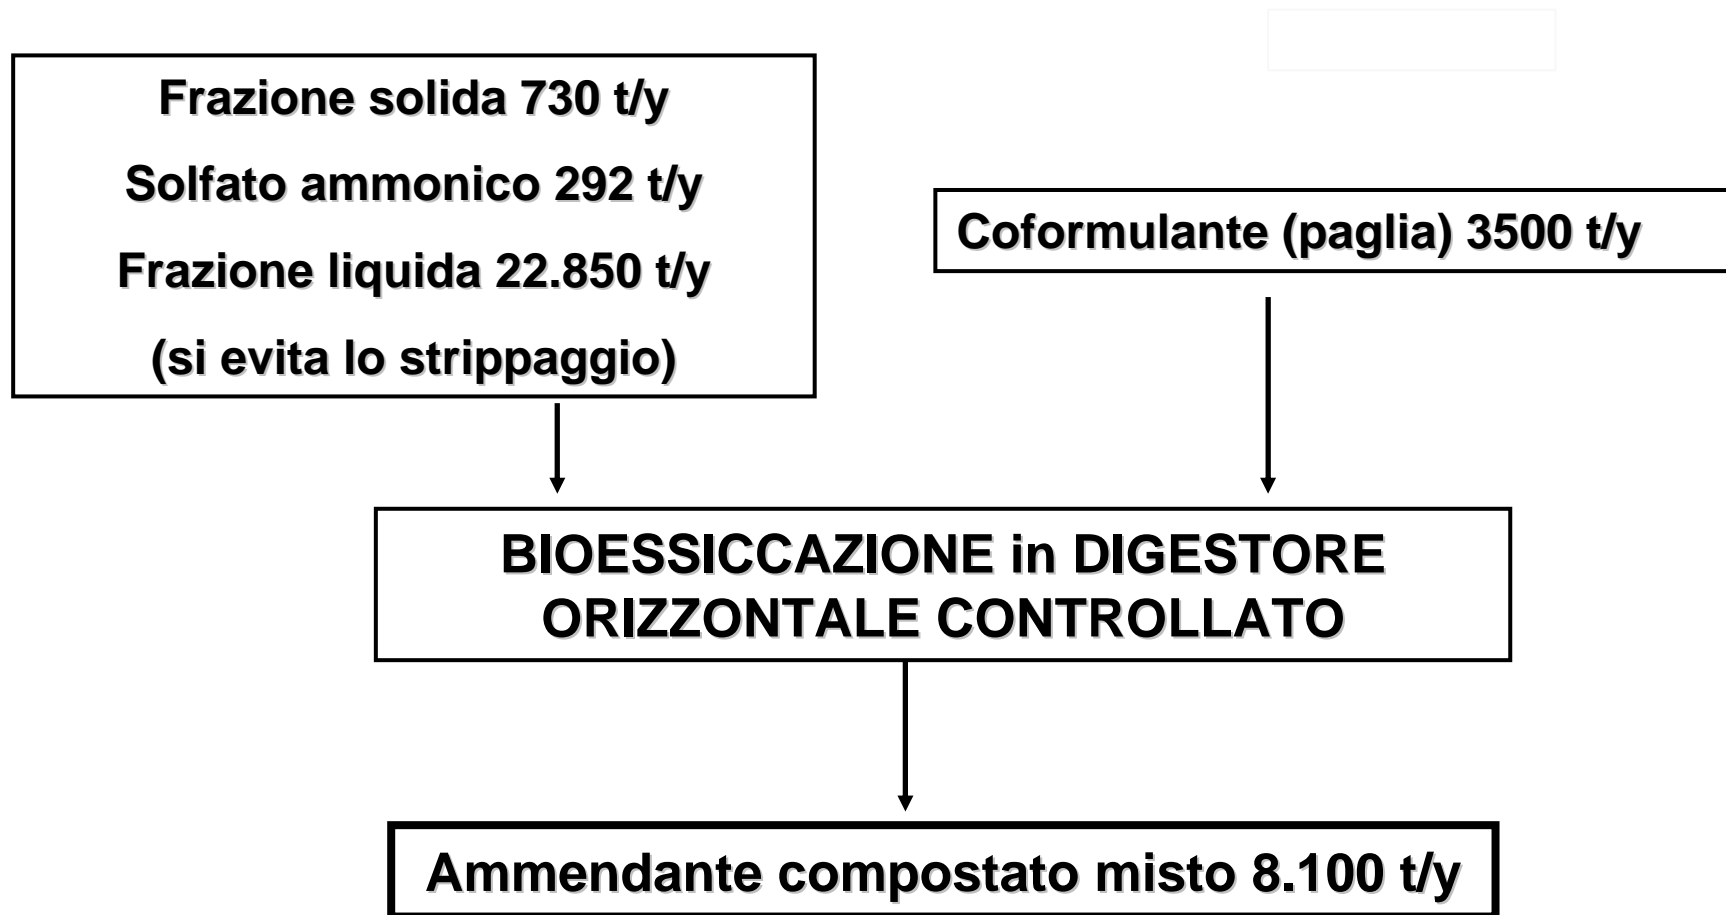 Frazione solida 730 t/y
Solfato ammonico 292 t/y
Frazione liquida 22.850 t/y
(si evita lo strippaggio)
Coformulante (paglia) 3500 t/y
BIOESSICCAZIONE in DIGESTORE
ORIZZONTALE CONTROLLATO
Ammendante compostato misto 8.100 t/y